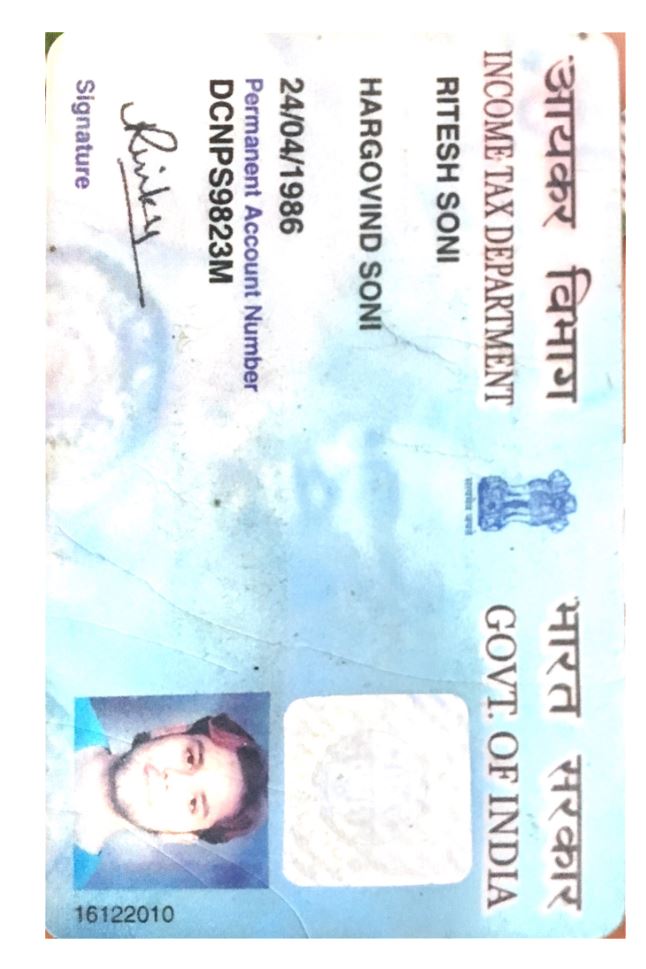 आयकर विभाग
भारत सरकार
INCOME TAX DEPARTMENT
GOVT. OF INDIA
सत्यमेव जयते
RITESH SONI
HARGOVIND SONI
24/04/1986
Permanent Account Number
DCNPS9823M
Signature
16122010